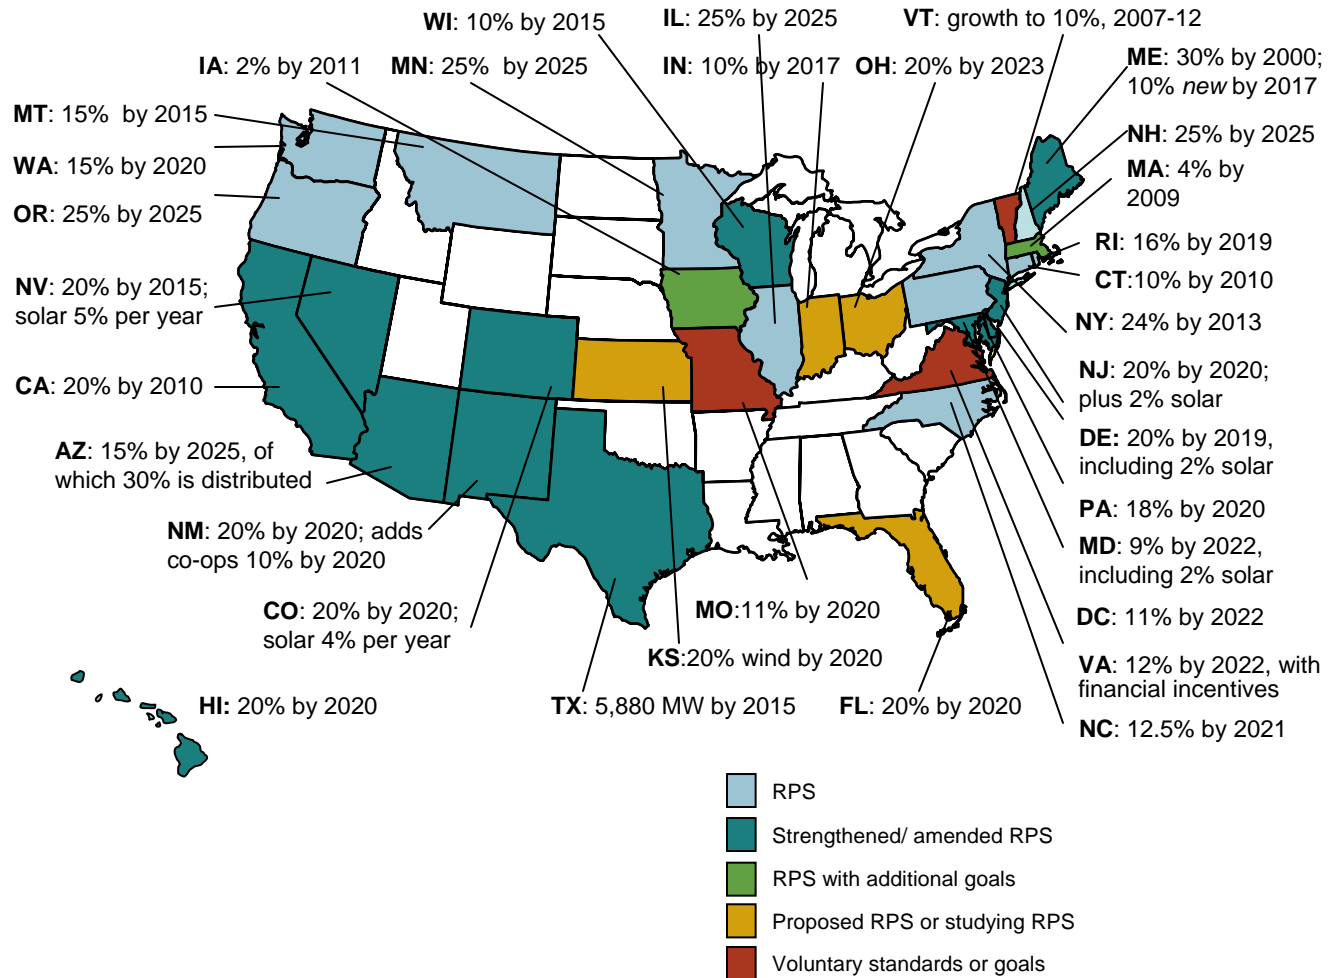 WI: 10% by 2015
IL: 25% by 2025
VT: growth to 10%, 2007-12
IA: 2% by 2011
MN: 25%  by 2025
IN: 10% by 2017
OH: 20% by 2023
ME: 30% by 2000;
10% new by 2017
MT: 15%  by 2015
NH: 25% by 2025
WA: 15% by 2020
MA: 4% by
2009
OR: 25% by 2025
RI: 16% by 2019
NV: 20% by 2015;
solar 5% per year
CT:10% by 2010
NY: 24% by 2013
CA: 20% by 2010
NJ: 20% by 2020;
plus 2% solar
AZ: 15% by 2025, of
which 30% is distributed
DE: 20% by 2019,
including 2% solar
PA: 18% by 2020
NM: 20% by 2020; adds
co-ops 10% by 2020
MD: 9% by 2022,
including 2% solar
CO: 20% by 2020;
solar 4% per year
MO:11% by 2020
DC: 11% by 2022
KS:20% wind by 2020
VA: 12% by 2022, with
financial incentives
HI: 20% by 2020
TX: 5,880 MW by 2015
FL: 20% by 2020
NC: 12.5% by 2021
RPS
Strengthened/ amended RPS
RPS with additional goals
Proposed RPS or studying RPS
Voluntary standards or goals